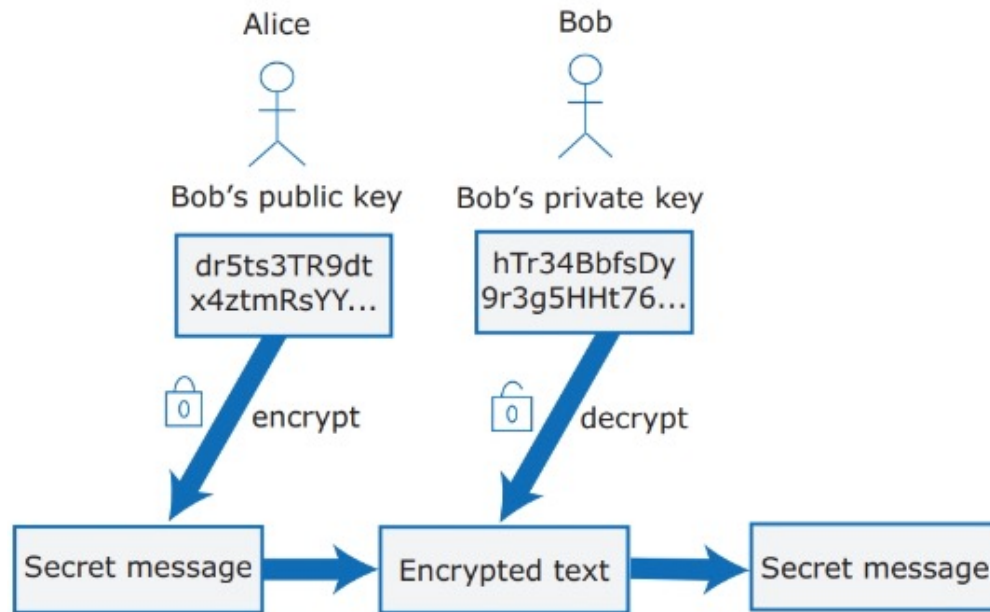 Alice
Bob
Bob's public key
Bob's private key
dr5ts3TR9dt
x4ztmRsYY...
hTr34BbfsDy
9r3g5HHt76...
0
encrypt
0
decrypt
Secret message
Encrypted text
Secret message